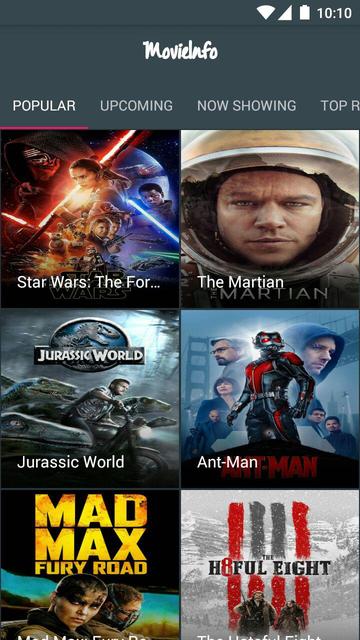 10:10
MovieInfo
POPULAR UPCOMING NOW SHOWING TOP R
STAR
WARS
Star Wars: The For...
THE MARTIAN
The Martian
JURASSIC WORLD
Jurassic World
ANT-MAN
Ant-Man
MAD
MAX
FURY ROAD
Mad Max: Fury Ro...
THE
H8FUL EIGHT
The Hateful Eight